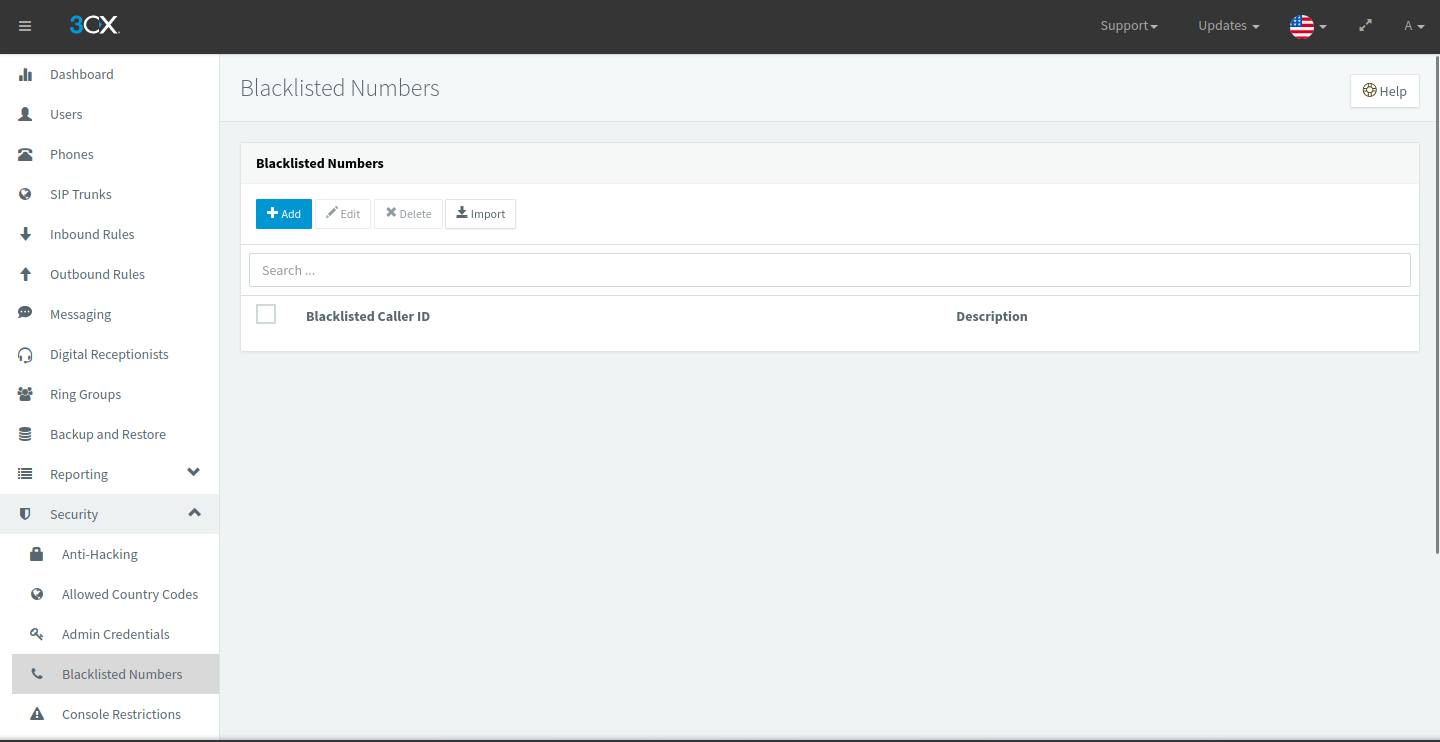 3CX
Support
Updates
A
Dashboard
Users
Phones
SIP Trunks
Inbound Rules
Outbound Rules
Messaging
Digital Receptionists
Ring Groups
Backup and Restore
Reporting
Security
Anti-Hacking
Allowed Country Codes
Admin Credentials
Blacklisted Numbers
Console Restrictions
Blacklisted Numbers
Help
Blacklisted Numbers
Add Edit Delete Import
Search ...
Blacklisted Caller ID Description